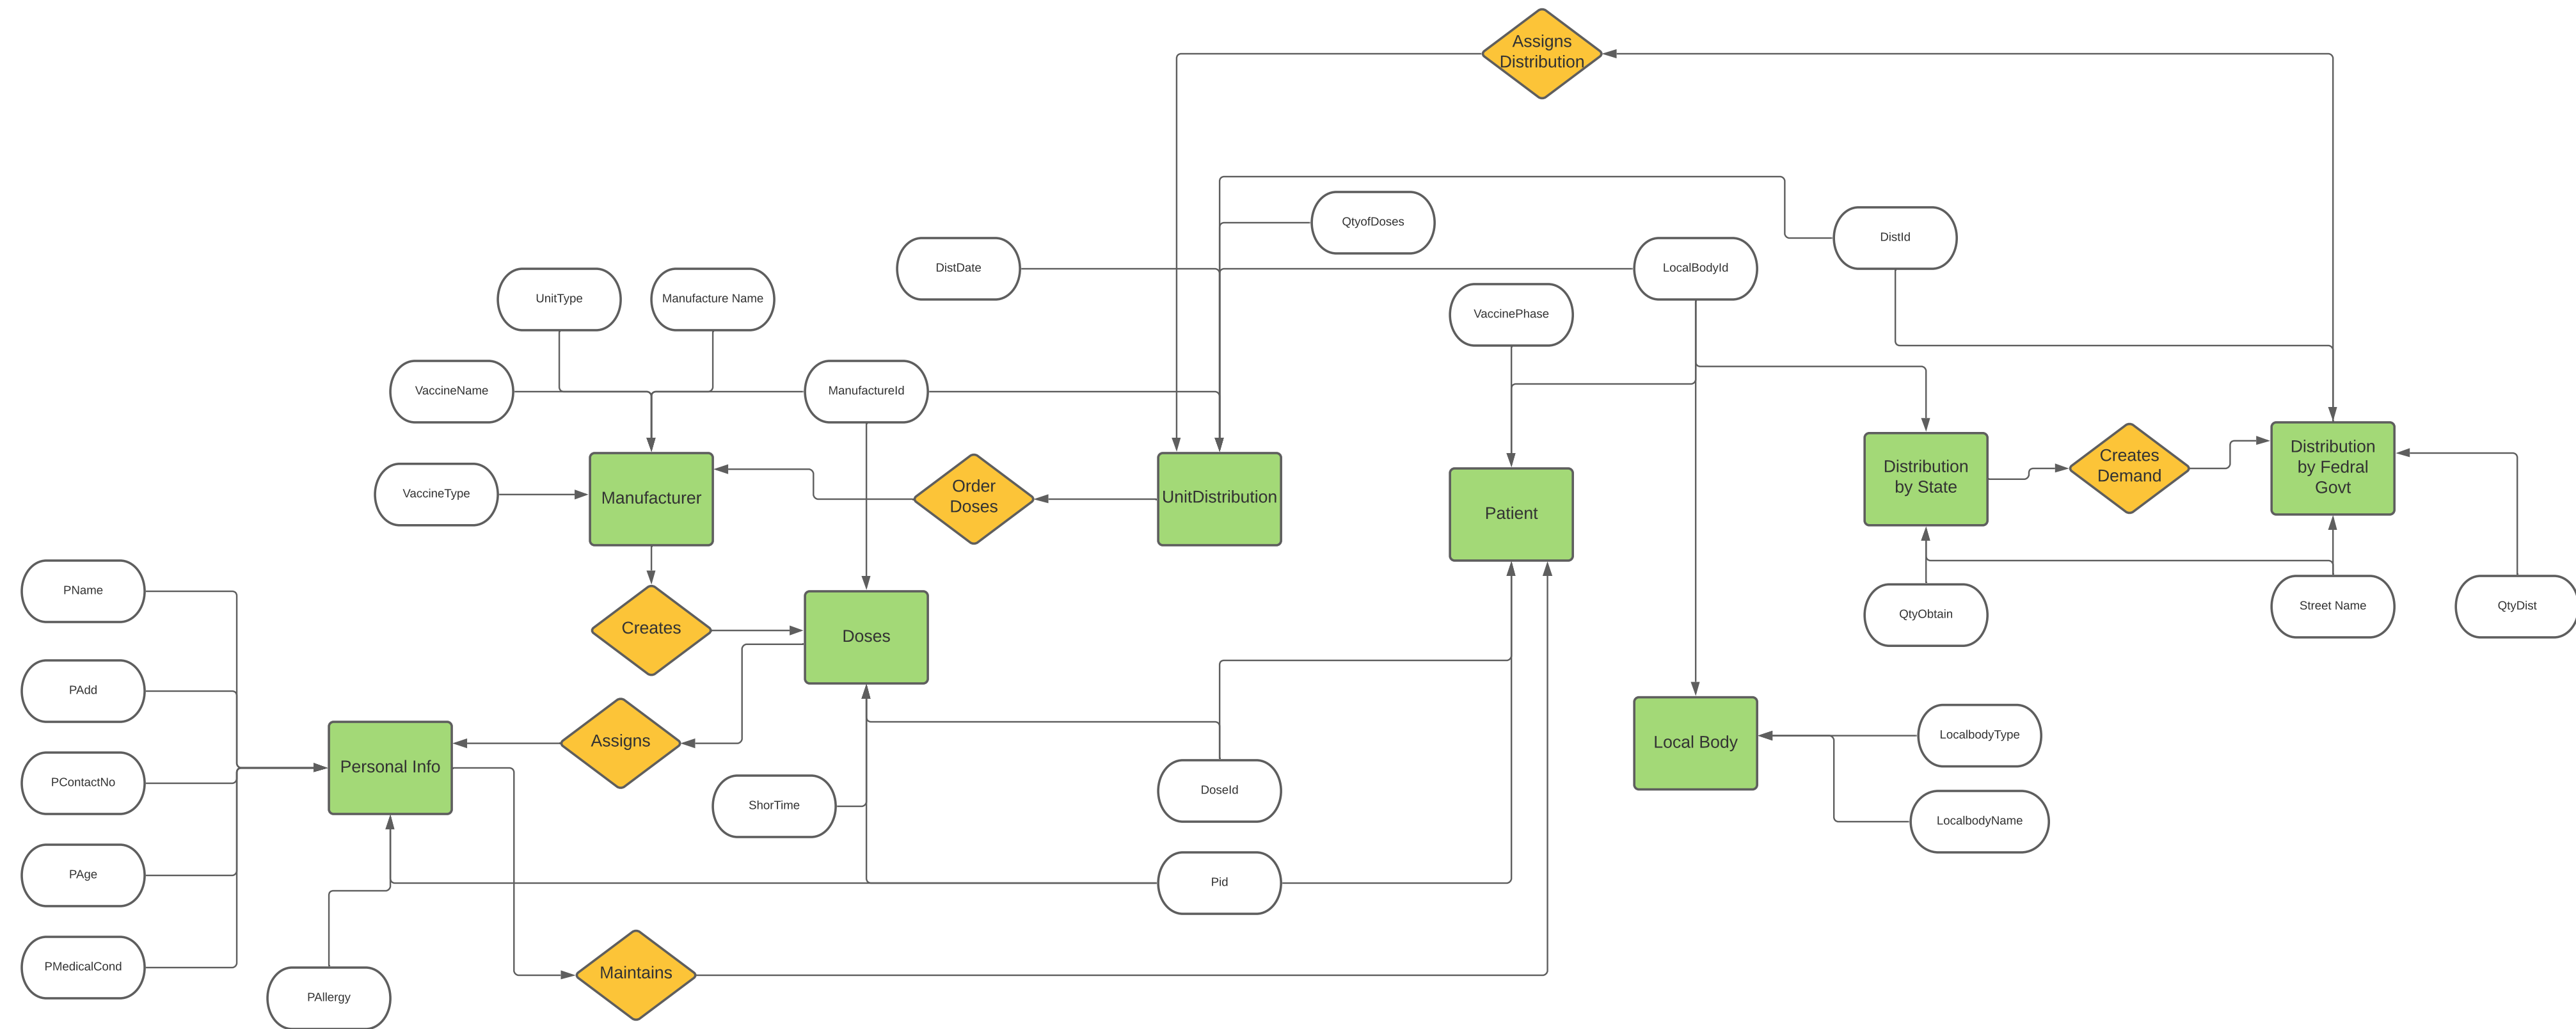 Assigns
Distribution
QtyofDoses
DistId
DistDate
LocalBodyId
UnitType
Manufacture Name
VaccinePhase
VaccineName
ManufactureId
VaccineType
Manufacturer
Order
Doses
UnitDistribution
Patient
Distribution
by State
Creates
Demand
Distribution
by Fedral
Govt
PName
Creates
Doses
QtyObtain
Street Name
QtyDist
PAdd
Assigns
Local Body
LocalbodyType
PContactNo
Personal Info
ShorTime
DoseId
LocalbodyName
PAge
Pid
PMedicalCond
Maintains
PAllergy